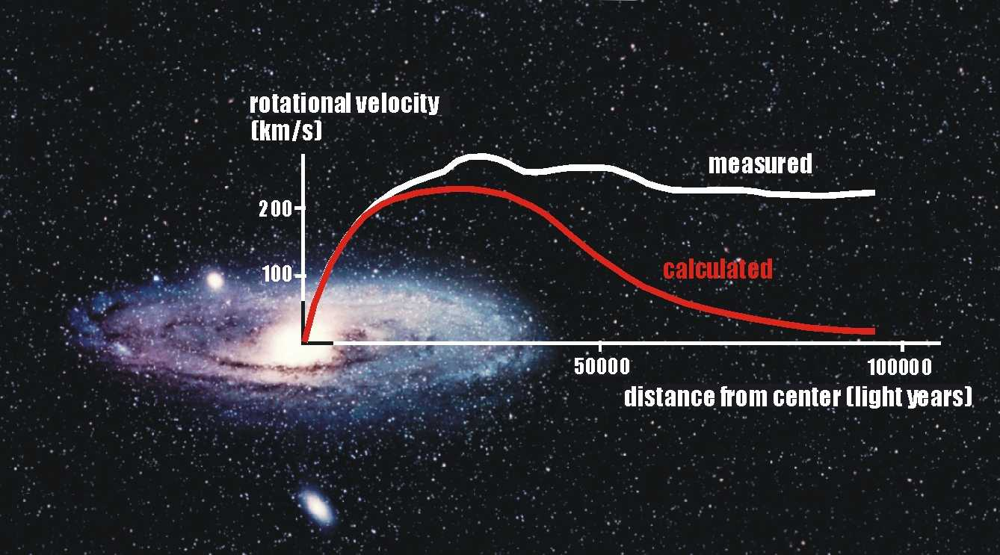 rotational velocity
(km/s)
measured
200
calculated
100
50000
100000
distance from center (light years)